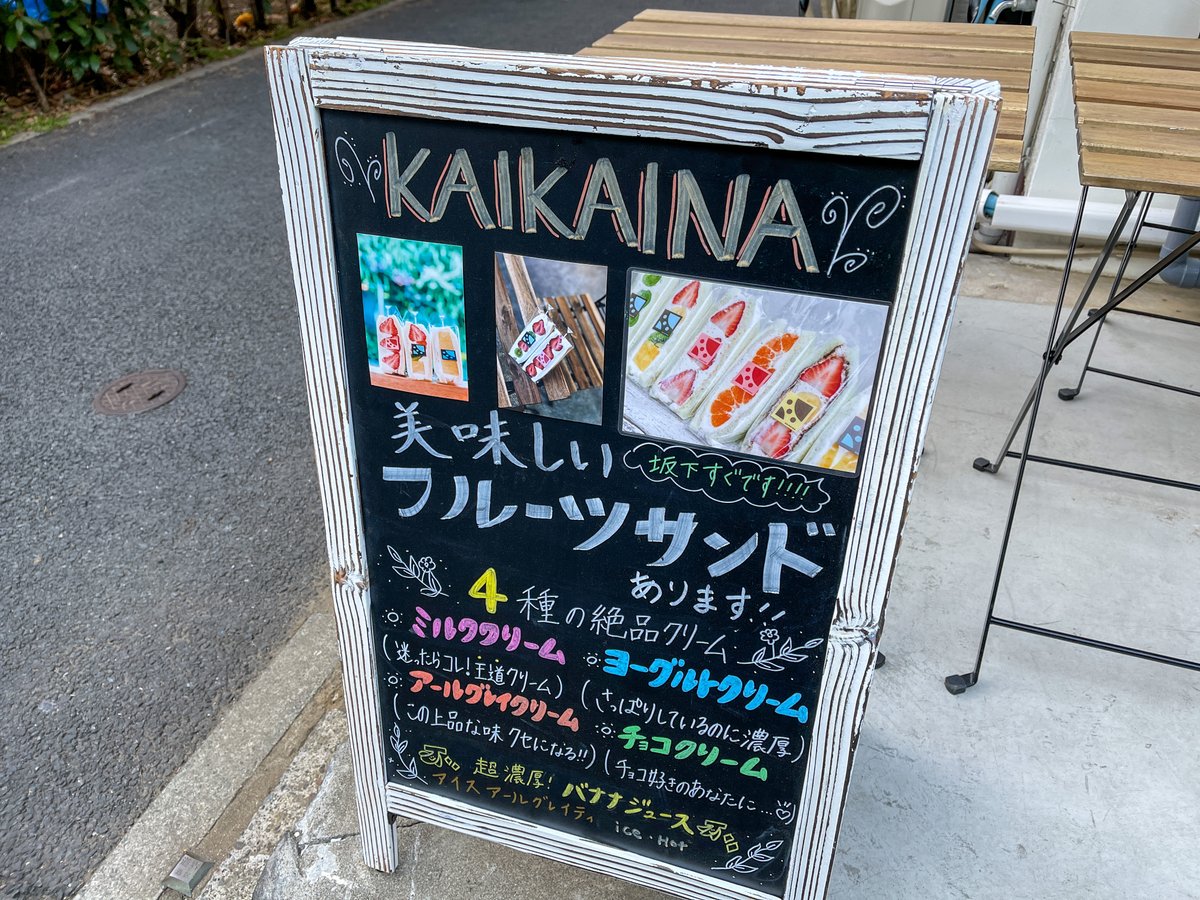 KAIKAINA
美味しい
坂下すぐです!!!!
フルーツサンド
あります!!
4種の絶品クリーム
ミルククリーム
(迷ったらコレ!王道クリーム)
ヨーグルトクリーム
(さっぱりしているのに濃厚)
アールグレイクリーム
(この上品な味 クセになる!!)
チョコクリーム
(チョコ好きのあなたに…♡)
超濃厚!バナナジュース
アイスアールグレイティ
ice・Hot